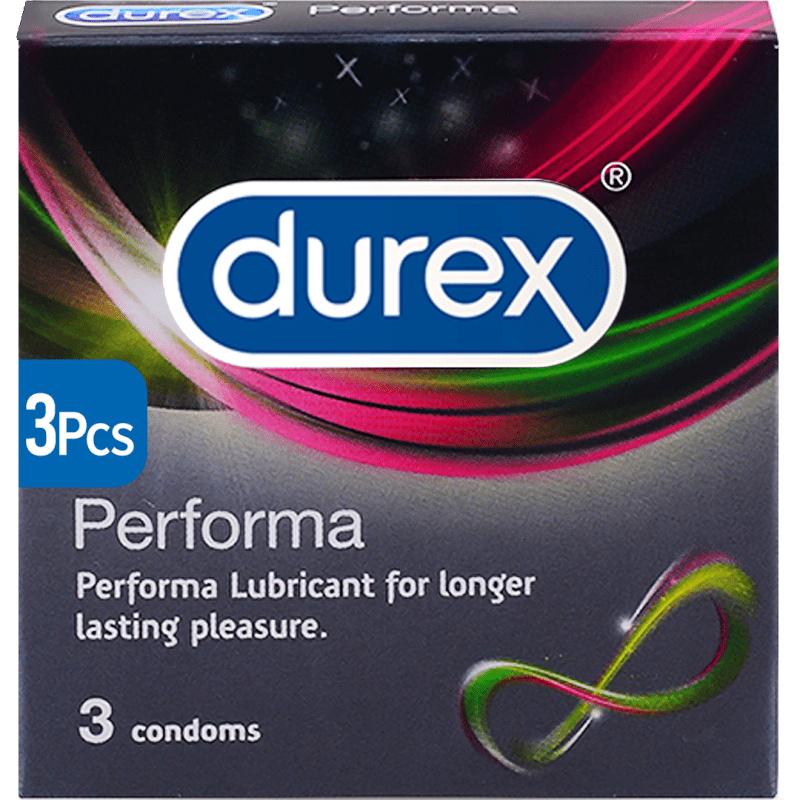 durex Performa
durex®
3Pcs
Performa
Performa Lubricant for longer
lasting pleasure.
3 condoms